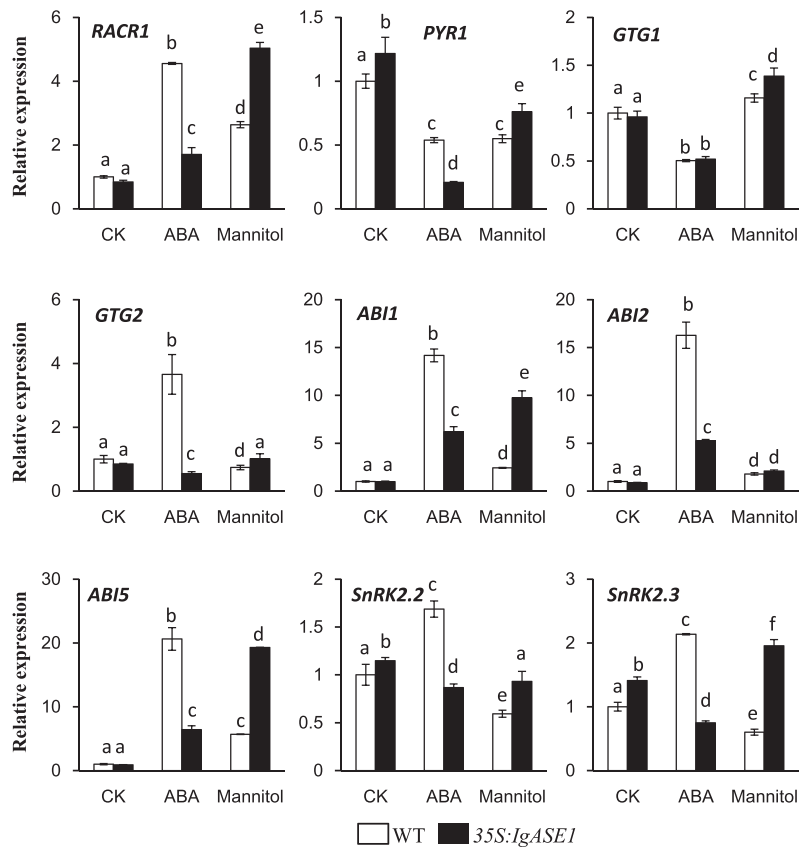 RACR1
PYR1
GTG1
Relative expression
6
4
2
0
a a b c d e
CK ABA Mannitol
1.5
1
0.5
0
a b c d c e
CK ABA Mannitol
2
1.5
1
0.5
0
a a b b c d
CK ABA Mannitol
GTG2
ABI1
ABI2
Relative expression
6
4
2
0
a a b c a a
CK ABA Mannitol
20
15
10
5
0
a a b c d e
CK ABA Mannitol
20
15
10
5
0
a a b c d d
CK ABA Mannitol
ABI5
SnRK2.2
SnRK2.3
Relative expression
30
20
10
0
a a b c c d
CK ABA Mannitol
2
1.5
1
0.5
0
a b c d e a
CK ABA Mannitol
3
2
1
0
a b c d e f
CK ABA Mannitol
WT 35S:IgASE1